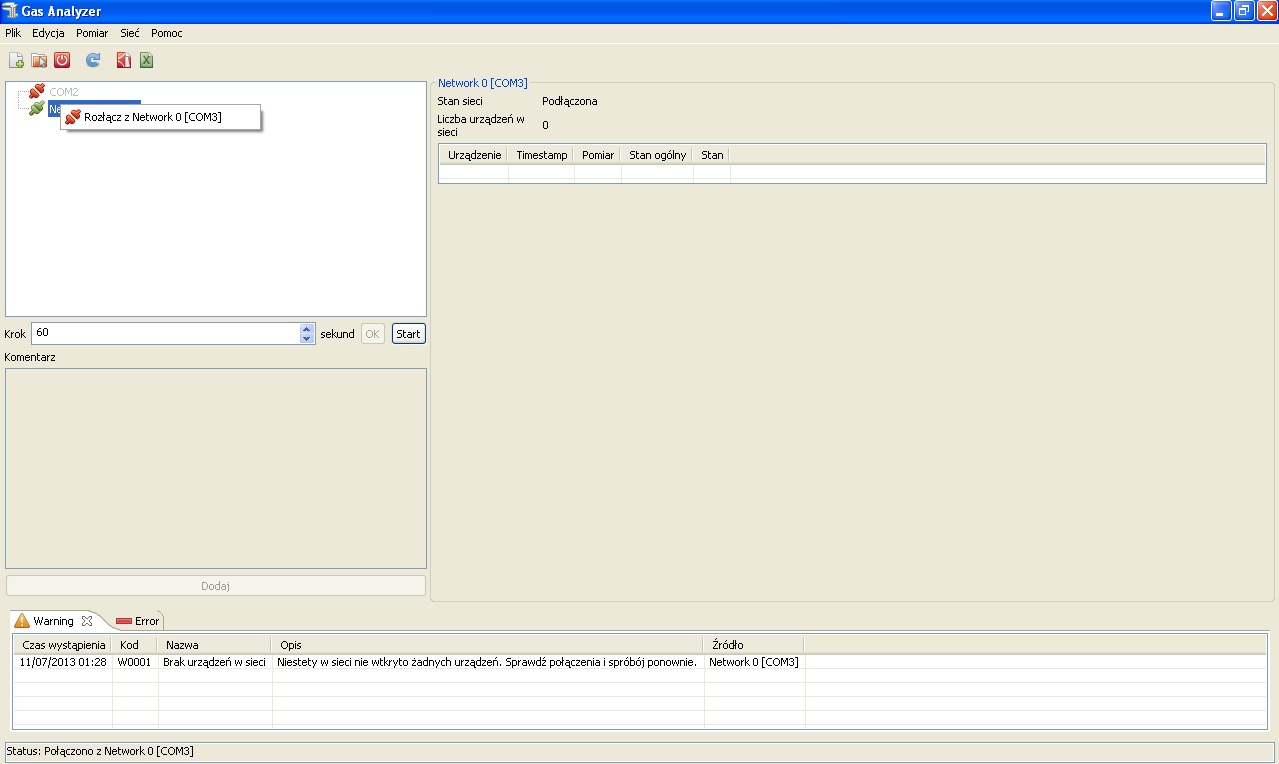 Gas Analyzer
Plik Edycja Pomiar Sieć Pomoc
COM2
Ne
Rozłącz z Network 0 [COM3]
Krok 60 sekund OK Start
Komentarz
Dodaj
Network 0 [COM3]
Stan sieci Podłączona
Liczba urządzeń w
sieci 0
Urządzenie Timestamp Pomiar Stan ogólny Stan
Warning Error
Czas wystąpienia Kod Nazwa Opis Źródło
11/07/2013 01:28 W0001 Brak urządzeń w sieci Niestety w sieci nie wtkryto żadnych urządzeń. Sprawdź połączenia i spróbój ponownie. Network 0 [COM3]
Status: Połączono z Network 0 [COM3]